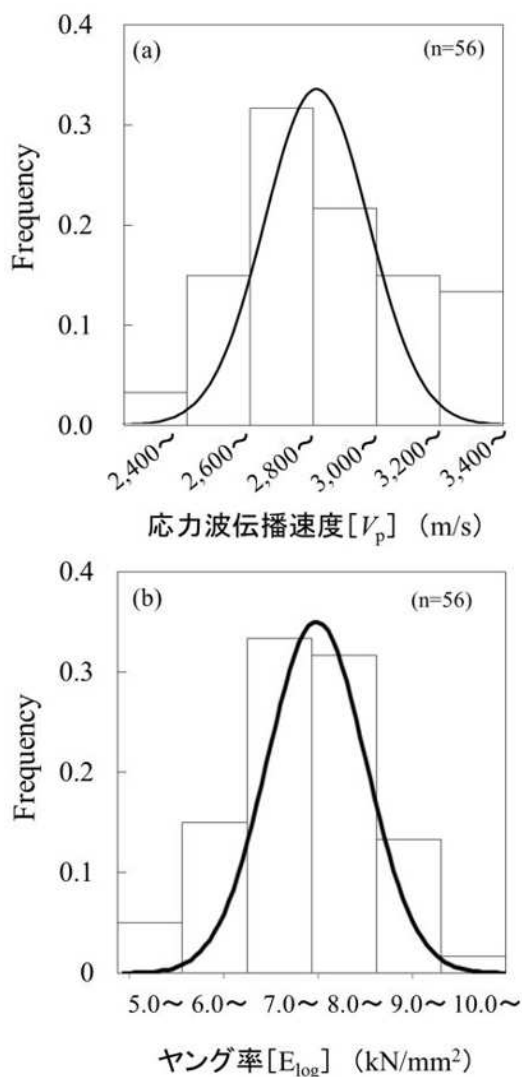 (a)
(n=56)
0.4
0.3
0.2
0.1
0.0
Frequency
2,400～
2,600～
2,800～
3,000～
3,200～
3,400～
応力波伝播速度[Vp] (m/s)
(b)
(n=56)
0.4
0.3
0.2
0.1
0
Frequency
5.0～ 6.0～ 7.0～ 8.0～ 9.0～ 10.0～
ヤング率[Elog] (kN/mm²)